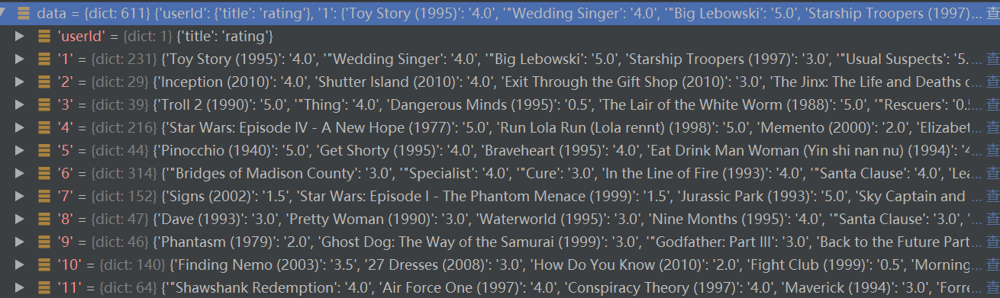 data = {dict: 611} {'userId': {'title': 'rating'}, '1': {'Toy Story (1995)': '4.0', '"Wedding Singer': '4.0', '"Big Lebowski': '5.0', 'Starship Troopers (1997)... 查
'userId' = {dict: 1} {'title': 'rating'}
'1' = {dict: 231} {'Toy Story (1995)': '4.0', '"Wedding Singer': '4.0', '"Big Lebowski': '5.0', 'Starship Troopers (1997)': '3.0', '"Usual Suspects': '5.... 查
'2' = {dict: 29} {'Inception (2010)': '4.0', 'Shutter Island (2010)': '4.0', 'Exit Through the Gift Shop (2010)': '3.0', 'The Jinx: The Life and Deaths o... 查
'3' = {dict: 39} {'Troll 2 (1990)': '5.0', '"Thing': '4.0', 'Dangerous Minds (1995)': '0.5', 'The Lair of the White Worm (1988)': '5.0', '"Rescuers': '0.5... 查
'4' = {dict: 216} {'Star Wars: Episode IV - A New Hope (1977)': '5.0', 'Run Lola Run (Lola rennt) (1998)': '5.0', 'Memento (2000)': '2.0', 'Elizabet... 查
'5' = {dict: 44} {'Pinocchio (1940)': '5.0', 'Get Shorty (1995)': '4.0', 'Braveheart (1995)': '4.0', 'Eat Drink Man Woman (Yin shi nan nu) (1994)': '4... 查
'6' = {dict: 314} {'"Bridges of Madison County': '3.0', '"Specialist': '4.0', '"Cure': '3.0', 'In the Line of Fire (1993)': '4.0', '"Santa Clause': '4.0', 'Lea... 查
'7' = {dict: 152} {'Signs (2002)': '1.5', 'Star Wars: Episode I - The Phantom Menace (1999)': '1.5', 'Jurassic Park (1993)': '5.0', 'Sky Captain and ... 查
'8' = {dict: 47} {'Dave (1993)': '3.0', 'Pretty Woman (1990)': '3.0', 'Waterworld (1995)': '3.0', 'Nine Months (1995)': '4.0', '"Santa Clause': '3.0', '... 查
'9' = {dict: 46} {'Phantasm (1979)': '2.0', 'Ghost Dog: The Way of the Samurai (1999)': '3.0', '"Godfather: Part III': '3.0', 'Back to the Future Part... 查
'10' = {dict: 140} {'Finding Nemo (2003)': '3.5', '27 Dresses (2008)': '3.0', 'How Do You Know (2010)': '2.0', 'Fight Club (1999)': '0.5', 'Morning... 查
'11' = {dict: 64} {'"Shawshank Redemption': '4.0', 'Air Force One (1997)': '4.0', 'Conspiracy Theory (1997)': '4.0', 'Maverick (1994)': '3.0', 'Forre... 查